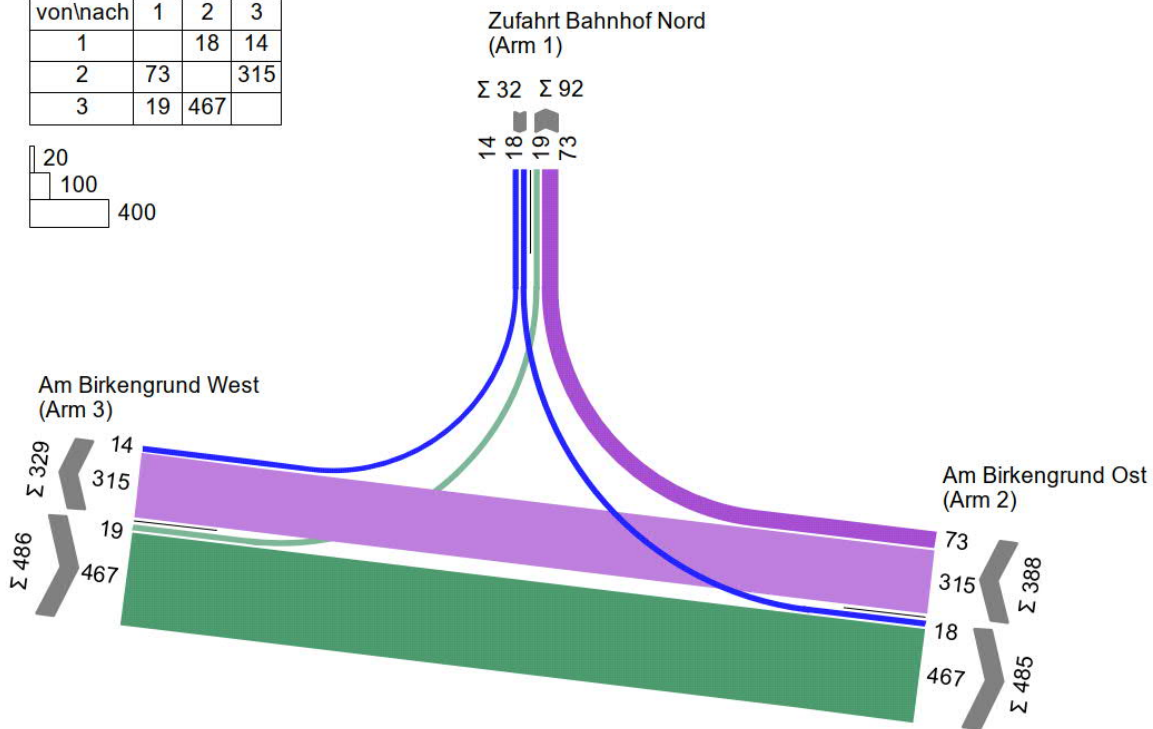 von\nach 1 2 3
1 18 14
2 73 315
3 19 467
20
100
400
Zufahrt Bahnhof Nord
(Arm 1)
Σ 32 Σ 92
14 18 19 73
Am Birkengrund West
(Arm 3)
Σ 329
14
315
Σ 486
19
467
Am Birkengrund Ost
(Arm 2)
73
315
Σ 388
18
467
Σ 485